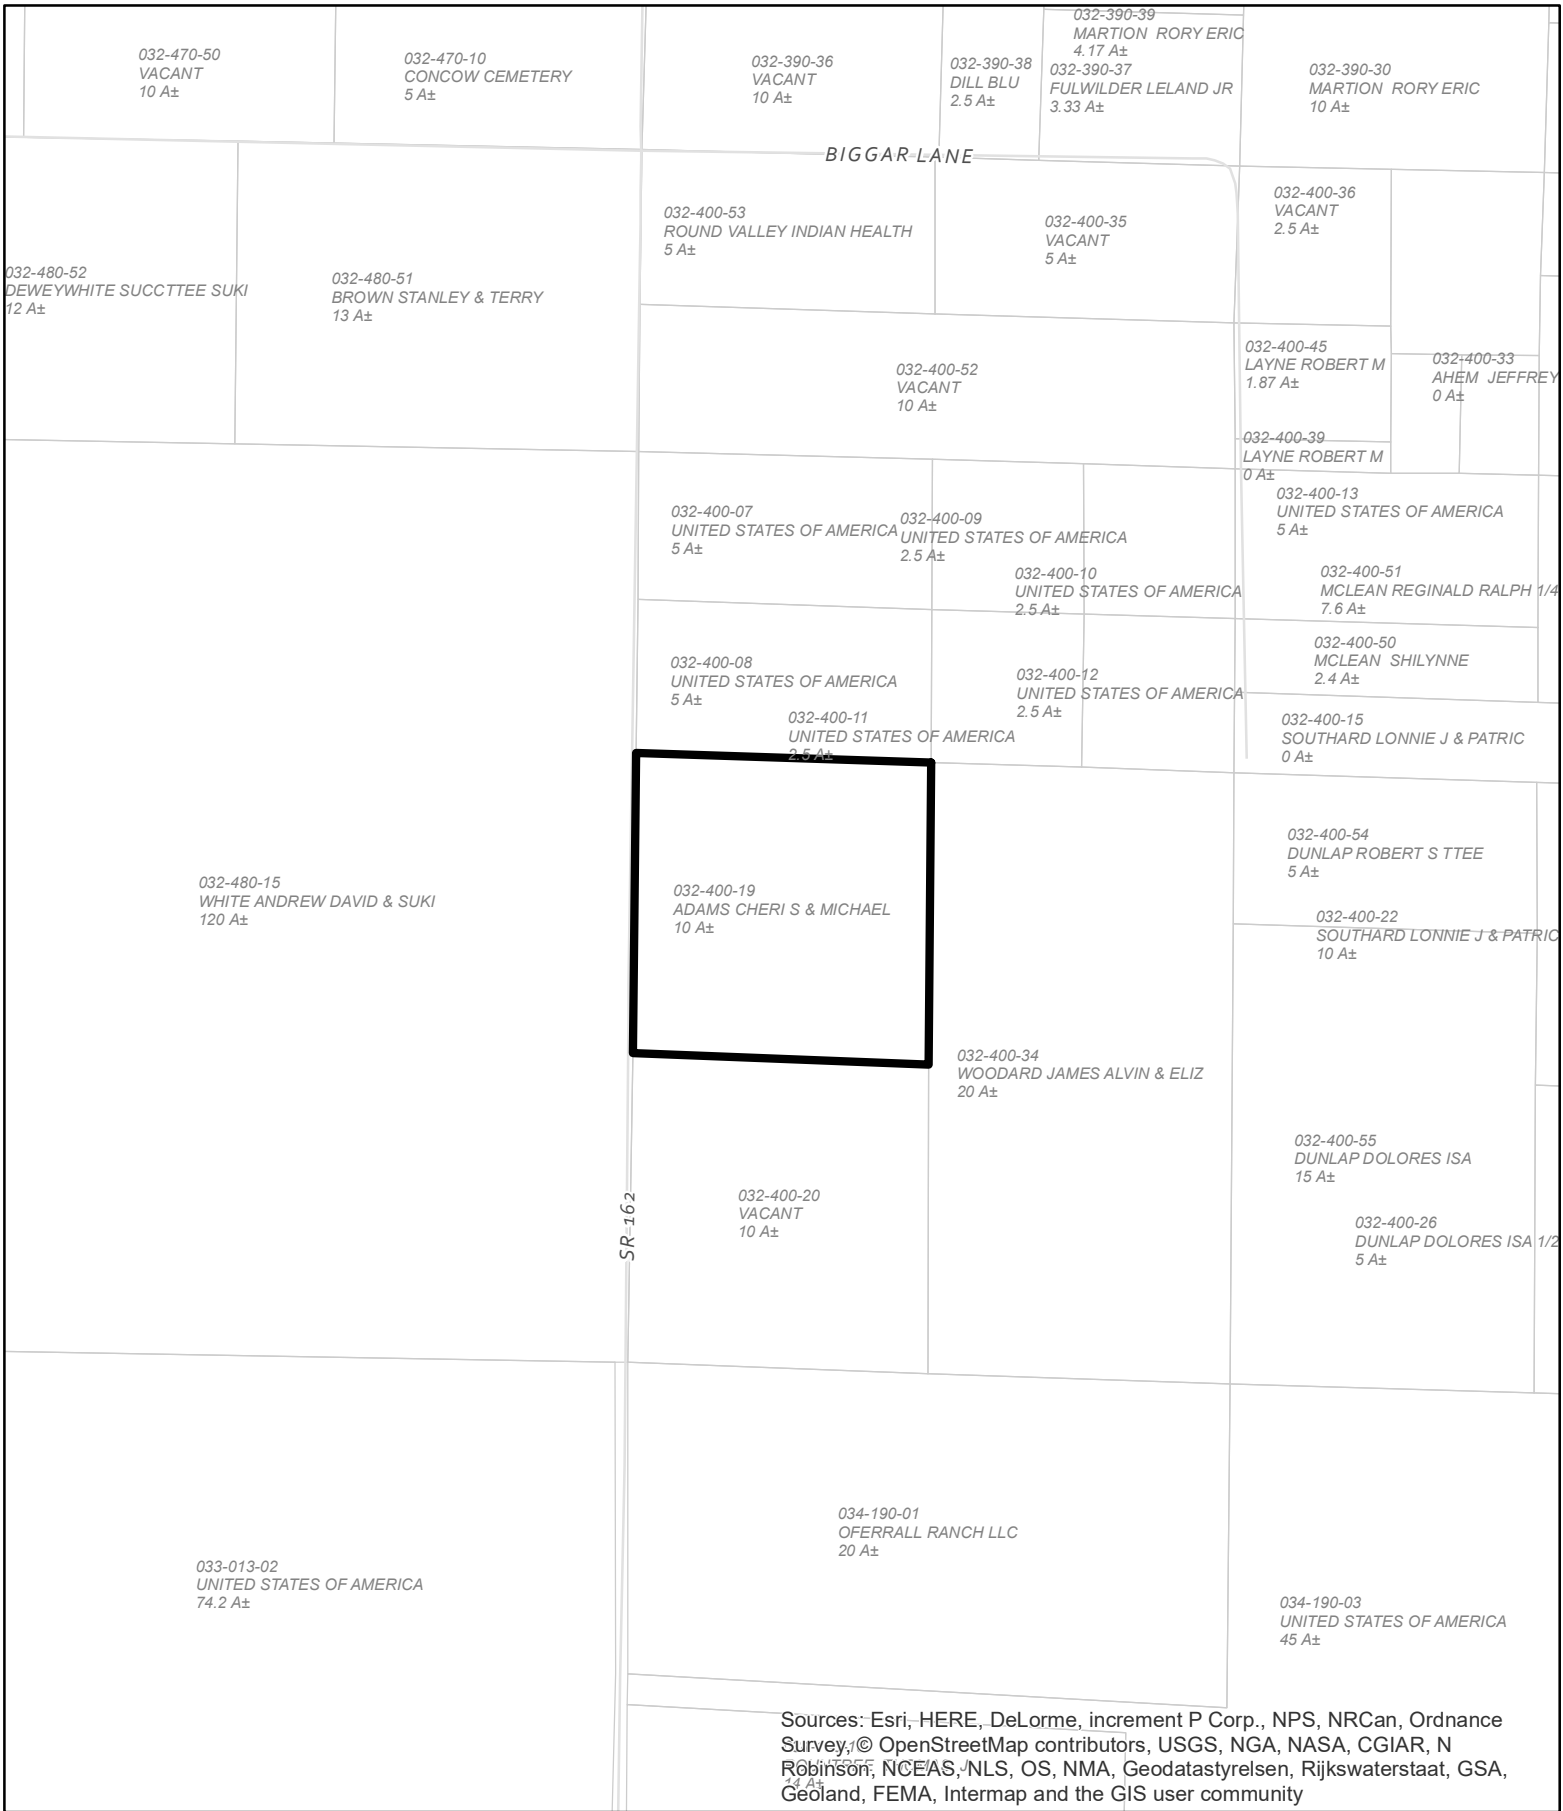 032-470-50
VACANT
10 A±
032-470-10
CONCOW CEMETERY
5 A±
032-390-36
VACANT
10 A±
032-390-38
DILL BLU
2.5 A±
032-390-39
MARTION  RORY ERIC
4.17 A±
032-390-37
FULWILDER LELAND JR
3.33 A±
032-390-30
MARTION  RORY ERIC
10 A±
BIGGAR LANE
032-480-52
DEWEYWHITE SUCCTTEE SUKI
12 A±
032-480-51
BROWN STANLEY & TERRY
13 A±
032-400-53
ROUND VALLEY INDIAN HEALTH
5 A±
032-400-35
VACANT
5 A±
032-400-36
VACANT
2.5 A±
032-400-52
VACANT
10 A±
032-400-45
LAYNE ROBERT M
1.87 A±
032-400-33
AHEM  JEFFREY
0 A±
032-400-39
LAYNE ROBERT M
0 A±
032-400-07
UNITED STATES OF AMERICA
5 A±
032-400-09
UNITED STATES OF AMERICA
2.5 A±
032-400-13
UNITED STATES OF AMERICA
5 A±
032-400-10
UNITED STATES OF AMERICA
2.5 A±
032-400-51
MCLEAN REGINALD RALPH 1/4
7.6 A±
032-400-08
UNITED STATES OF AMERICA
5 A±
032-400-12
UNITED STATES OF AMERICA
2.5 A±
032-400-50
MCLEAN  SHILYNNE
2.4 A±
032-400-11
UNITED STATES OF AMERICA
2.5 A±
032-400-15
SOUTHARD LONNIE J & PATRIC
0 A±
032-480-15
WHITE ANDREW DAVID & SUKI
120 A±
032-400-19
ADAMS CHERI S & MICHAEL
10 A±
032-400-54
DUNLAP ROBERT S TTEE
5 A±
032-400-22
SOUTHARD LONNIE J & PATRIC
10 A±
032-400-34
WOODARD JAMES ALVIN & ELIZ
20 A±
032-400-55
DUNLAP DOLORES ISA
15 A±
SR-162
032-400-20
VACANT
10 A±
032-400-26
DUNLAP DOLORES ISA 1/2
5 A±
034-190-01
OFERRALL RANCH LLC
20 A±
033-013-02
UNITED STATES OF AMERICA
74.2 A±
034-190-03
UNITED STATES OF AMERICA
45 A±
14 A±
Sources: Esri, HERE, DeLorme, increment P Corp., NPS, NRCan, Ordnance
Survey, © OpenStreetMap contributors, USGS, NGA, NASA, CGIAR, N
Robinson, NCEAS, NLS, OS, NMA, Geodatastyrelsen, Rijkswaterstaat, GSA,
Geoland, FEMA, Intermap and the GIS user community